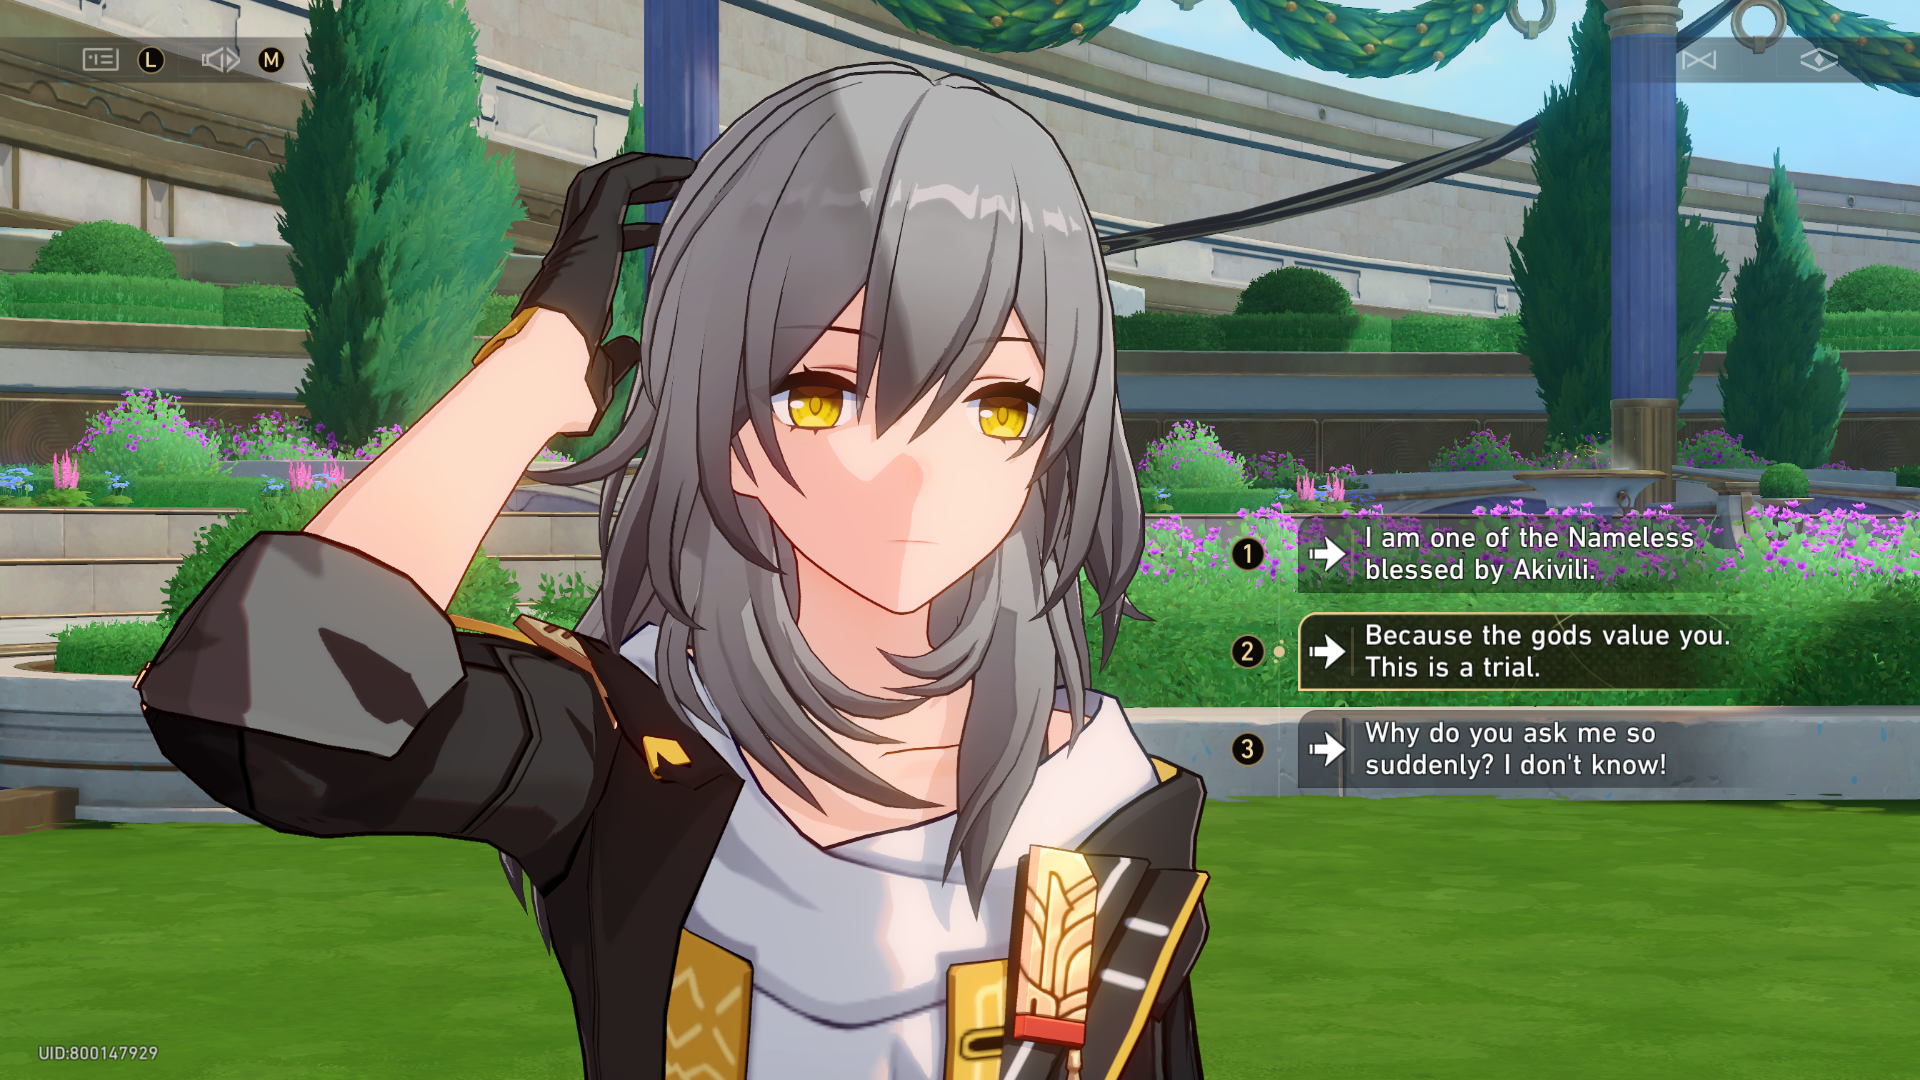 L
M
1
I am one of the Nameless
blessed by Akivili.
2
Because the gods value you.
This is a trial.
3
Why do you ask me so
suddenly? I don't know!
UID:800147929